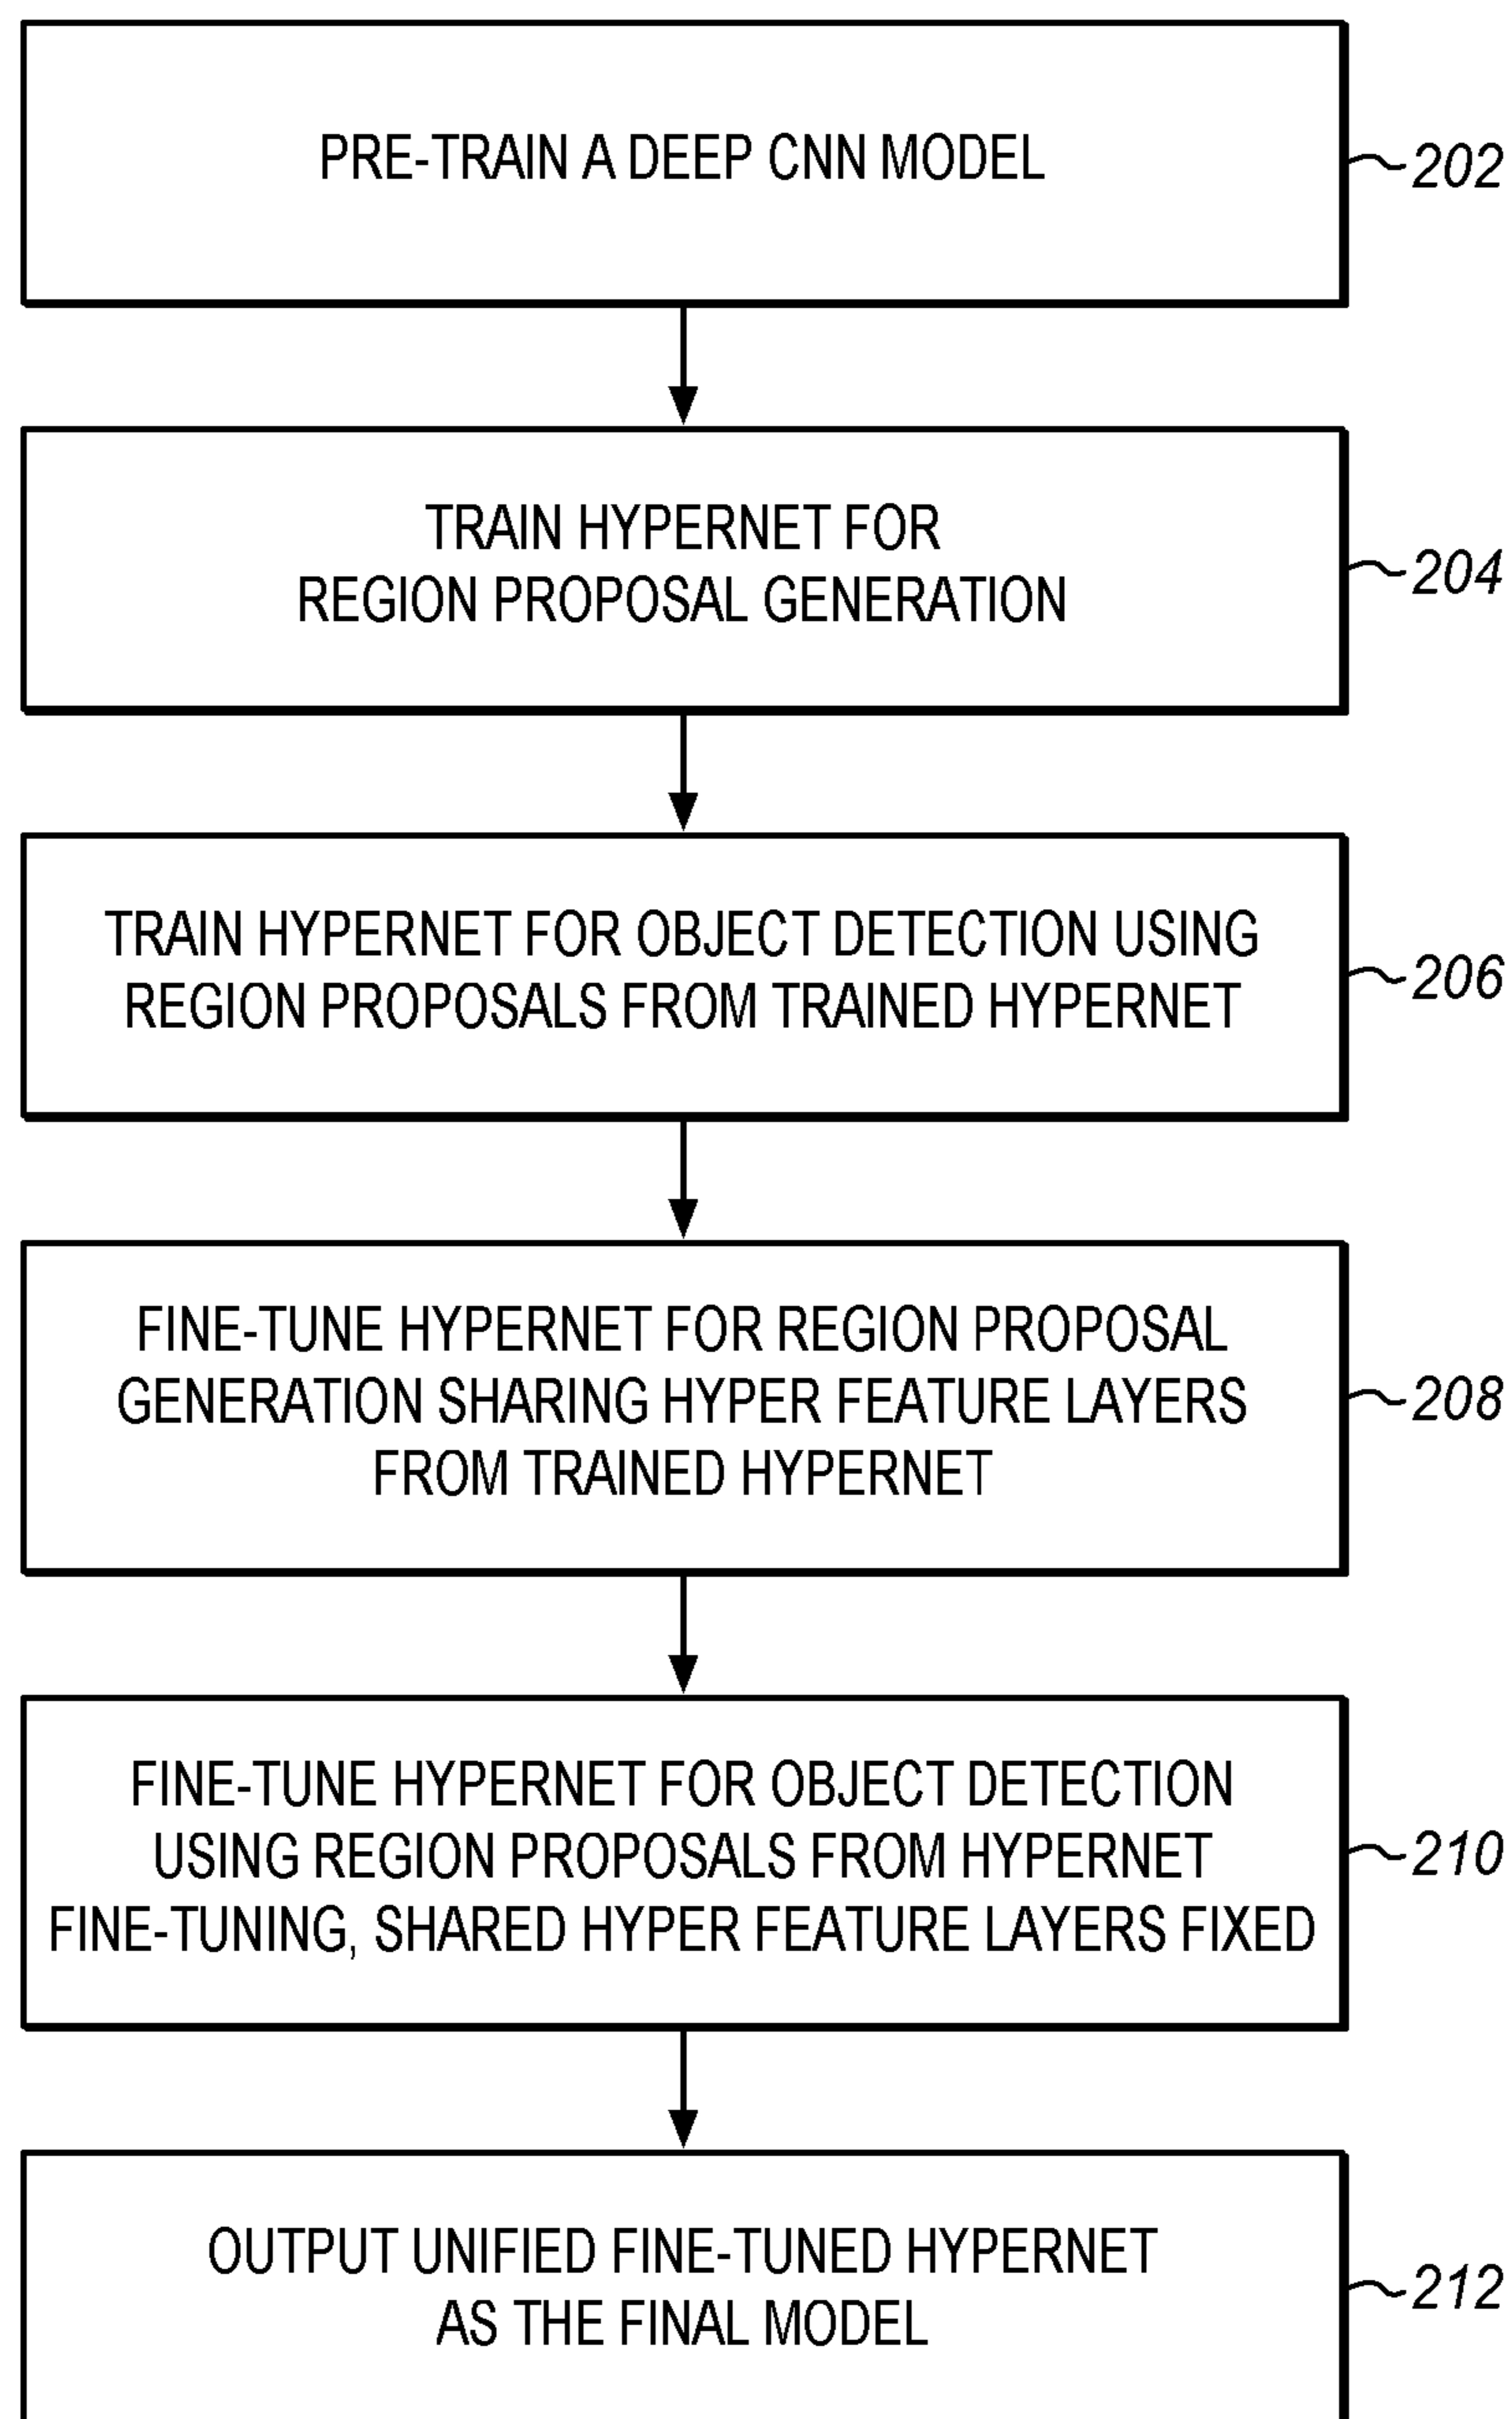 PRE-TRAIN A DEEP CNN MODEL
202
TRAIN HYPERNET FOR
REGION PROPOSAL GENERATION
204
TRAIN HYPERNET FOR OBJECT DETECTION USING
REGION PROPOSALS FROM TRAINED HYPERNET
206
FINE-TUNE HYPERNET FOR REGION PROPOSAL
GENERATION SHARING HYPER FEATURE LAYERS
FROM TRAINED HYPERNET
208
FINE-TUNE HYPERNET FOR OBJECT DETECTION
USING REGION PROPOSALS FROM HYPERNET
FINE-TUNING, SHARED HYPER FEATURE LAYERS FIXED
210
OUTPUT UNIFIED FINE-TUNED HYPERNET
AS THE FINAL MODEL
212